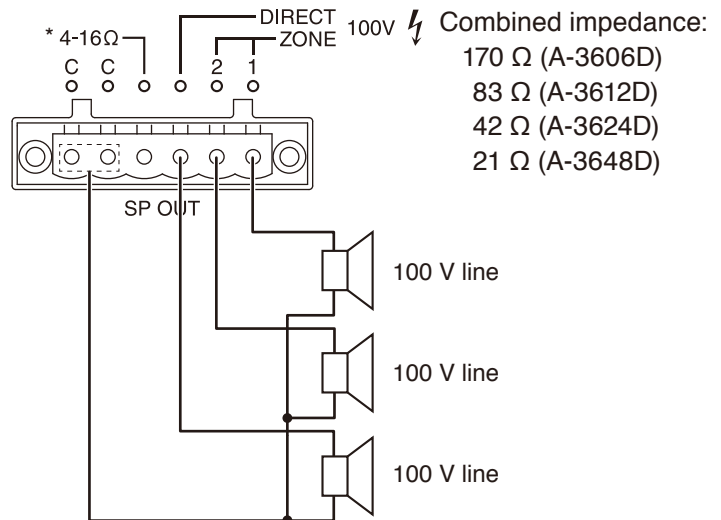 DIRECT
ZONE
100V
* 4-16Ω
C C 2 1
SP OUT
Combined impedance:
170 Ω (A-3606D)
83 Ω (A-3612D)
42 Ω (A-3624D)
21 Ω (A-3648D)
100 V line
100 V line
100 V line